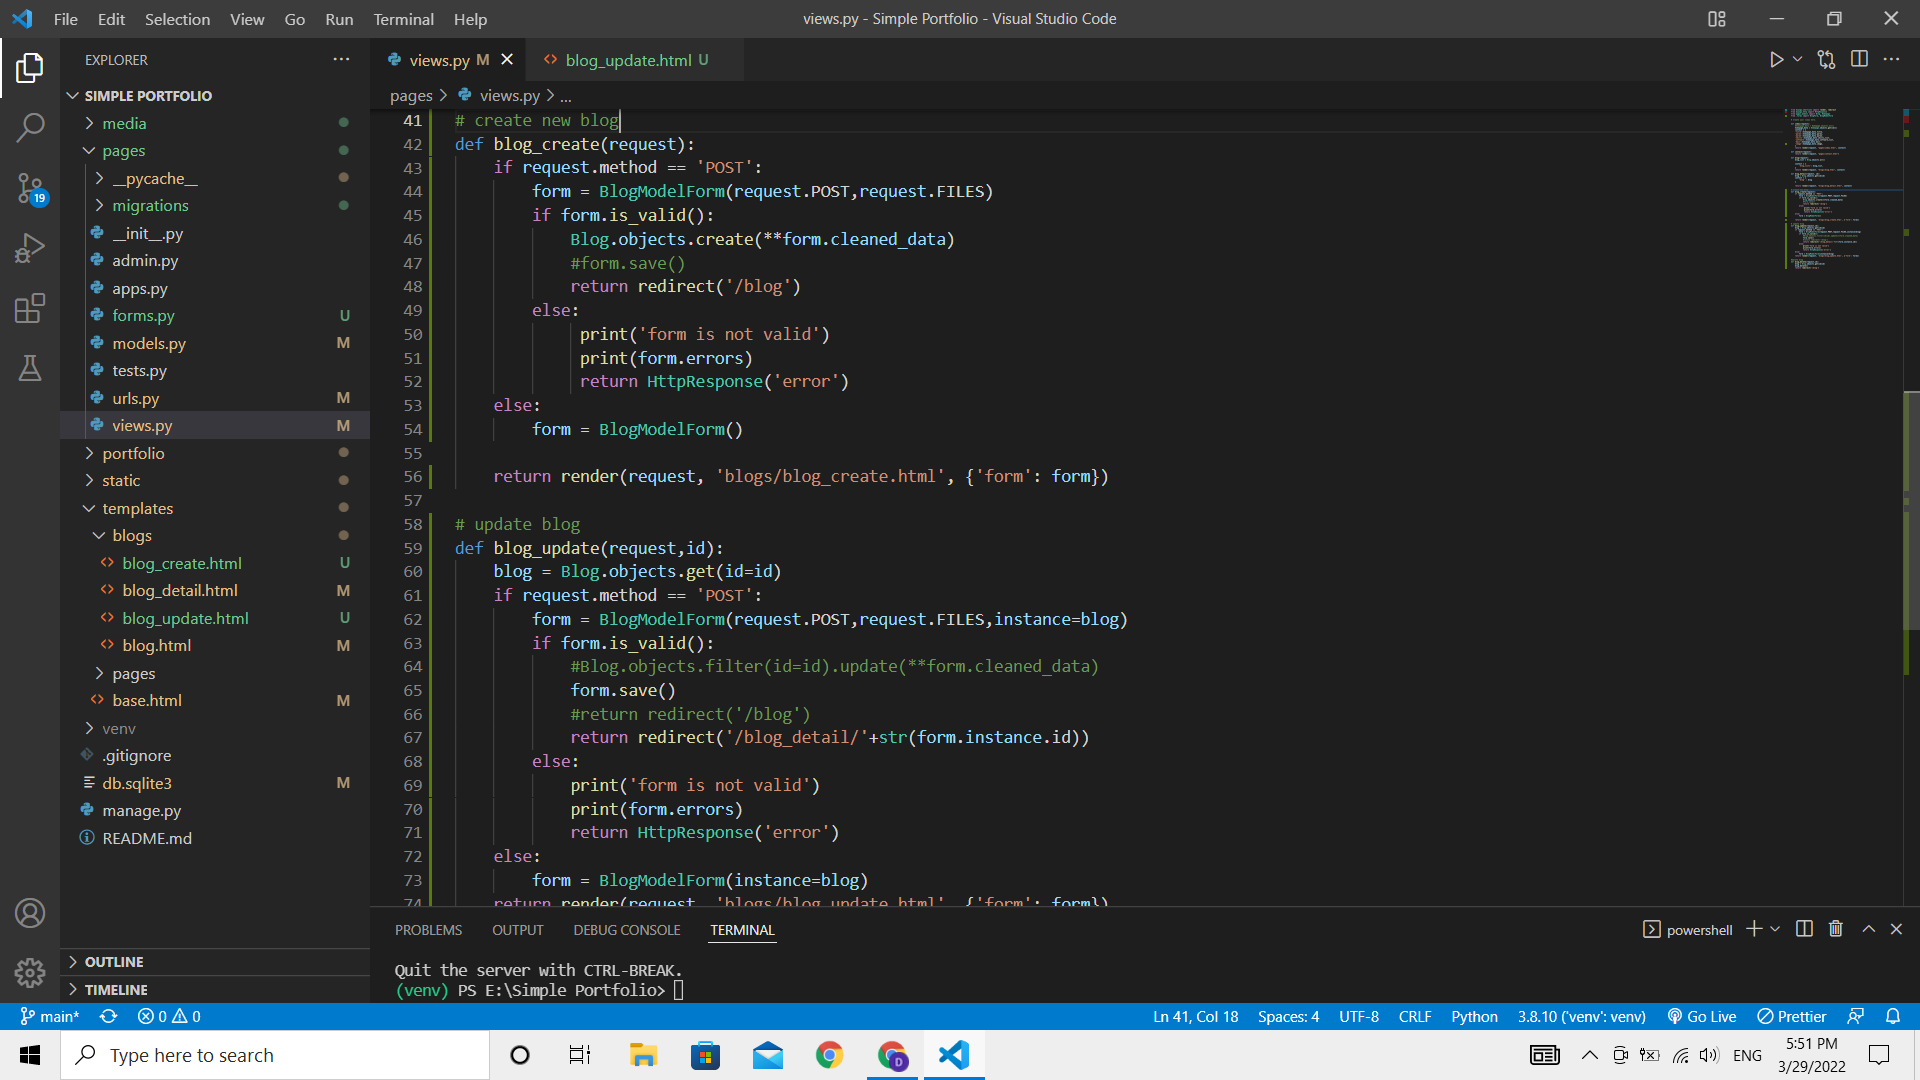 File Edit Selection View Go Run Terminal Help
views.py - Simple Portfolio - Visual Studio Code
EXPLORER
SIMPLE PORTFOLIO
media
pages
__pycache__
migrations
__init__.py
admin.py
apps.py
forms.py U
models.py M
tests.py
urls.py M
views.py M
portfolio
static
templates
blogs
blog_create.html U
blog_detail.html M
blog_update.html U
blog.html M
pages
base.html M
venv
.gitignore
db.sqlite3 M
manage.py
README.md
OUTLINE
TIMELINE
19
views.py M
blog_update.html U
pages > views.py > ...
41 # create new blog
42 def blog_create(request):
43 if request.method == 'POST':
44 form = BlogModelForm(request.POST,request.FILES)
45 if form.is_valid():
46 Blog.objects.create(**form.cleaned_data)
47 #form.save()
48 return redirect('/blog')
49 else:
50 print('form is not valid')
51 print(form.errors)
52 return HttpResponse('error')
53 else:
54 form = BlogModelForm()
55
56 return render(request, 'blogs/blog_create.html', {'form': form})
57
58 # update blog
59 def blog_update(request,id):
60 blog = Blog.objects.get(id=id)
61 if request.method == 'POST':
62 form = BlogModelForm(request.POST,request.FILES,instance=blog)
63 if form.is_valid():
64 #Blog.objects.filter(id=id).update(**form.cleaned_data)
65 form.save()
66 #return redirect('/blog')
67 return redirect('/blog_detail/'+str(form.instance.id))
68 else:
69 print('form is not valid')
70 print(form.errors)
71 return HttpResponse('error')
72 else:
73 form = BlogModelForm(instance=blog)
74 return render(request, 'blogs/blog_update.html', {'form': form})
PROBLEMS OUTPUT DEBUG CONSOLE TERMINAL
powershell
Quit the server with CTRL-BREAK.
(venv) PS E:\Simple Portfolio>
main* 0 0
Ln 41, Col 18 Spaces: 4 UTF-8 CRLF Python 3.8.10 ('venv': venv) Go Live Prettier
Type here to search
D
ENG
5:51 PM
3/29/2022